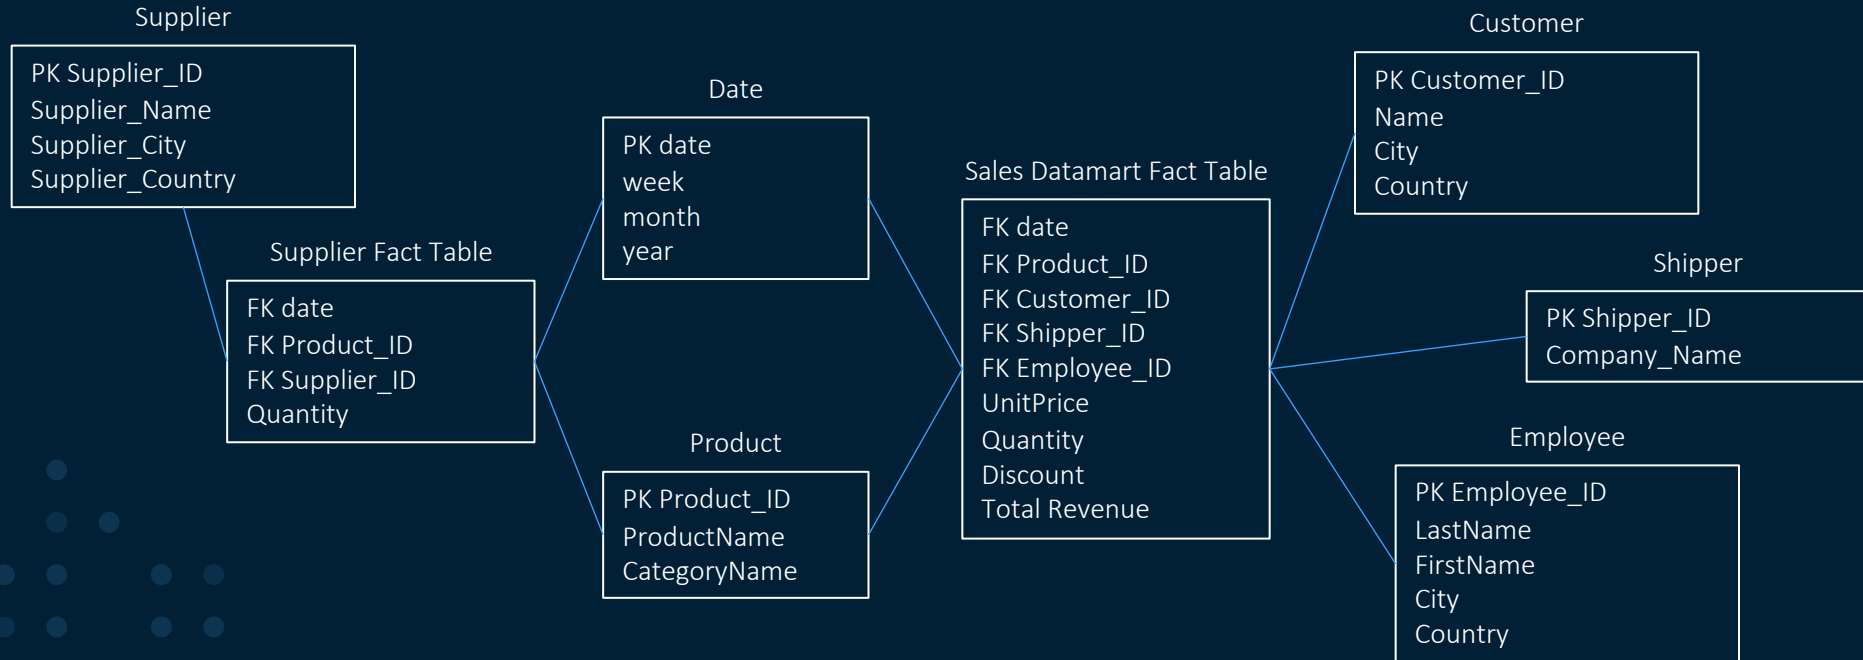 Supplier
PK Supplier_ID
Supplier_Name
Supplier_City
Supplier_Country
Supplier Fact Table
FK date
FK Product_ID
FK Supplier_ID
Quantity
Date
PK date
week
month
year
Product
PK Product_ID
ProductName
CategoryName
Sales Datamart Fact Table
FK date
FK Product_ID
FK Customer_ID
FK Shipper_ID
FK Employee_ID
UnitPrice
Quantity
Discount
Total Revenue
Customer
PK Customer_ID
Name
City
Country
Shipper
PK Shipper_ID
Company_Name
Employee
PK Employee_ID
LastName
FirstName
City
Country